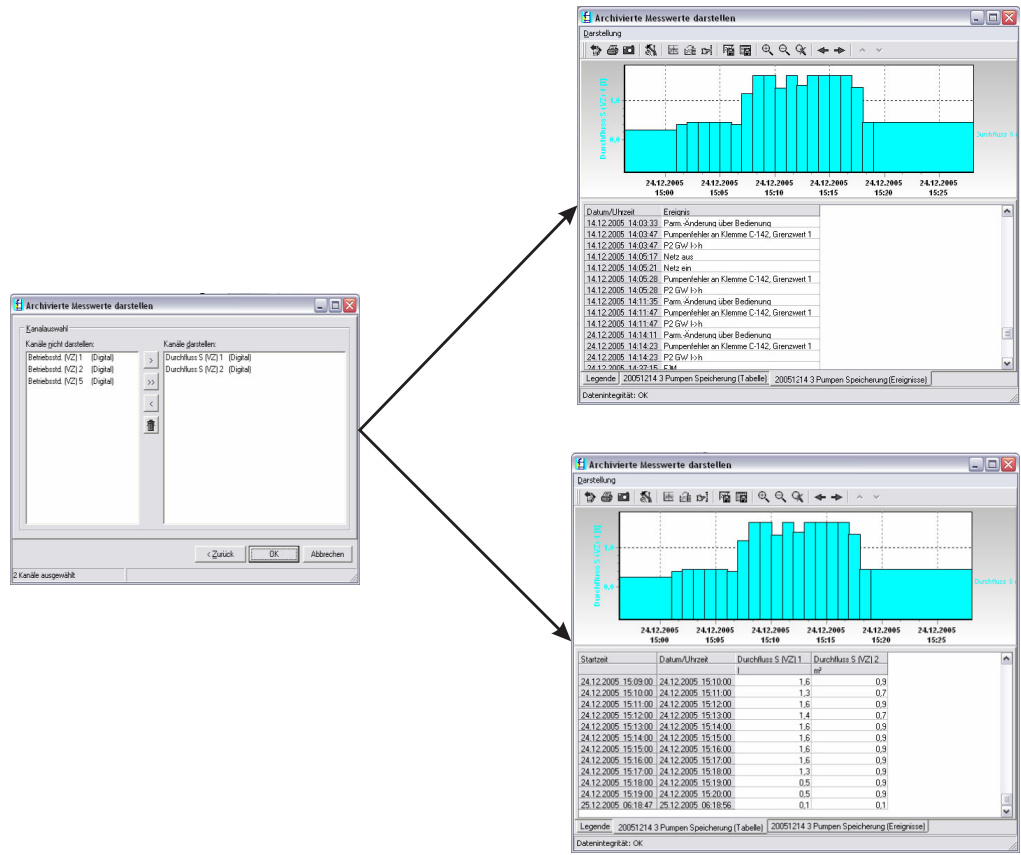 Archivierte Messwerte darstellen
Kanalauswahl
Kanäle nicht darstellen:
Kanäle darstellen:
Betriebsstd. (VZ) 1 (Digital)
Betriebsstd. (VZ) 2 (Digital)
Betriebsstd. (VZ) 5 (Digital)
Durchfluss S (VZ) 1 (Digital)
Durchfluss S (VZ) 2 (Digital)
>
>>
<
< Zurück OK Abbrechen
2 Kanäle ausgewählt
Archivierte Messwerte darstellen
Darstellung
Durchfluss S (VZ) 1 [l]
1,0
0,0
Durchfluss S
24.12.2005 24.12.2005 24.12.2005 24.12.2005 24.12.2005 24.12.2005
15:00 15:05 15:10 15:15 15:20 15:25
Datum/Uhrzeit Ereignis
14.12.2005 14:03:33 Parm.-Änderung über Bedienung
14.12.2005 14:03:47 Pumpenfehler an Klemme C-142, Grenzwert 1
14.12.2005 14:03:47 P2 GW I>h
14.12.2005 14:05:17 Netz aus
14.12.2005 14:05:21 Netz ein
14.12.2005 14:05:28 Pumpenfehler an Klemme C-142, Grenzwert 1
14.12.2005 14:05:28 P2 GW I>h
14.12.2005 14:11:35 Parm.-Änderung über Bedienung
14.12.2005 14:11:47 Pumpenfehler an Klemme C-142, Grenzwert 1
14.12.2005 14:11:47 P2 GW I>h
24.12.2005 14:14:11 Parm.-Änderung über Bedienung
24.12.2005 14:14:23 Pumpenfehler an Klemme C-142, Grenzwert 1
24.12.2005 14:14:23 P2 GW I>h
24.12.2005 14:37:15
Legende 20051214 3 Pumpen Speicherung (Tabelle) 20051214 3 Pumpen Speicherung (Ereignisse)
Datenintegrität: OK
Archivierte Messwerte darstellen
Darstellung
Durchfluss S (VZ) 1 [l]
1,0
0,0
Durchfluss S
24.12.2005 24.12.2005 24.12.2005 24.12.2005 24.12.2005 24.12.2005
15:00 15:05 15:10 15:15 15:20 15:25
Startzeit Datum/Uhrzeit Durchfluss S (VZ) 1 Durchfluss S (VZ) 2
l m³
24.12.2005 15:09:00 24.12.2005 15:10:00 1,6 0,9
24.12.2005 15:10:00 24.12.2005 15:11:00 1,3 0,7
24.12.2005 15:11:00 24.12.2005 15:12:00 1,6 0,9
24.12.2005 15:12:00 24.12.2005 15:13:00 1,4 0,7
24.12.2005 15:13:00 24.12.2005 15:14:00 1,6 0,9
24.12.2005 15:14:00 24.12.2005 15:15:00 1,6 0,9
24.12.2005 15:15:00 24.12.2005 15:16:00 1,6 0,9
24.12.2005 15:16:00 24.12.2005 15:17:00 1,6 0,9
24.12.2005 15:17:00 24.12.2005 15:18:00 1,3 0,9
24.12.2005 15:18:00 24.12.2005 15:19:00 0,5 0,9
24.12.2005 15:19:00 24.12.2005 15:20:00 0,5 0,9
25.12.2005 06:18:47 25.12.2005 06:18:56 0,1 0,1
Legende 20051214 3 Pumpen Speicherung (Tabelle) 20051214 3 Pumpen Speicherung (Ereignisse)
Datenintegrität: OK